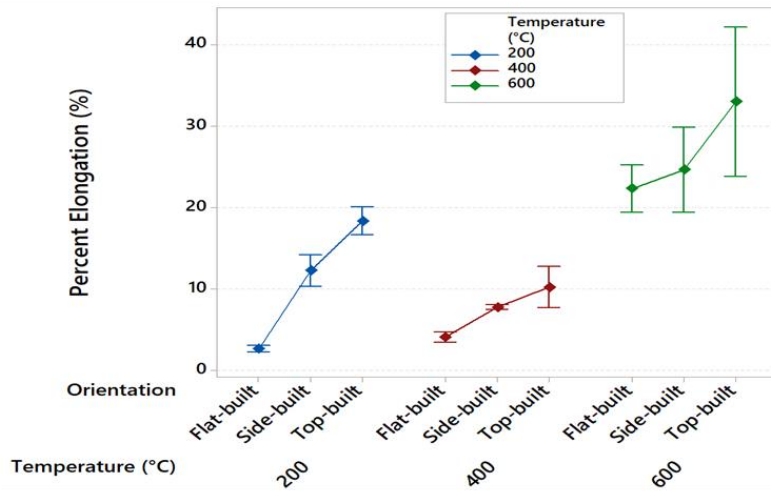 Temperature
(°C)
200
400
600
Percent Elongation (%)
40
30
20
10
0
Orientation
Flat-built Side-built Top-built Flat-built Side-built Top-built Flat-built Side-built Top-built
Temperature (°C) 200 400 600